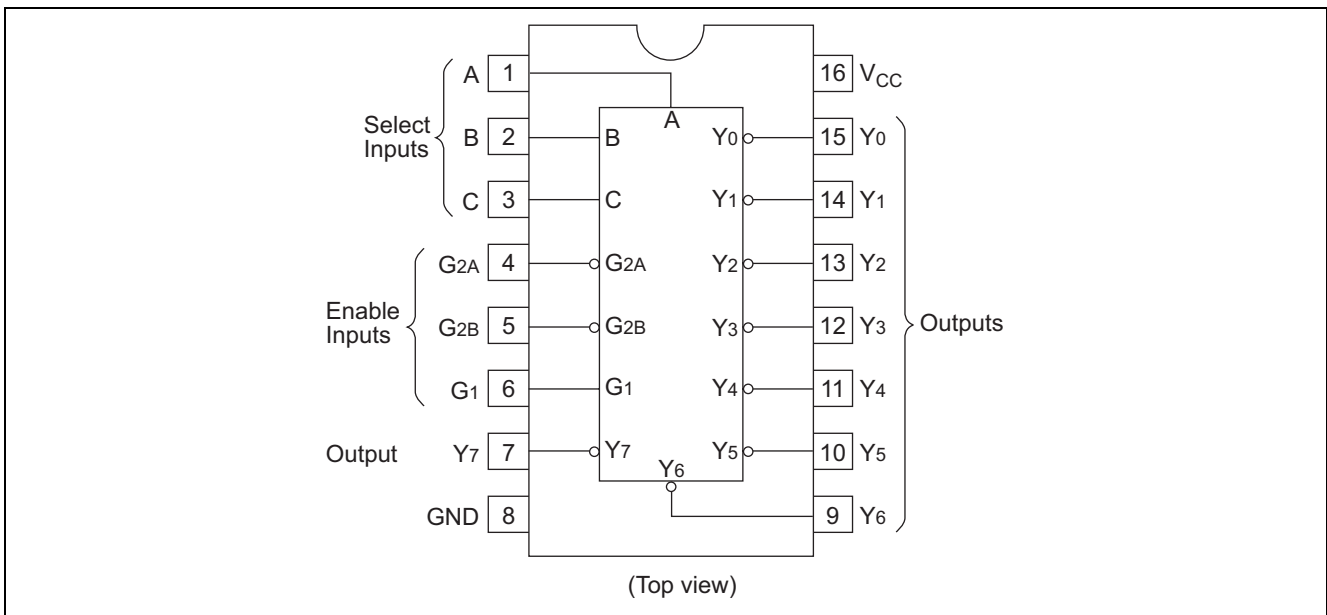 A 1
B 2
C 3
Select
Inputs
G2A 4
G2B 5
G1 6
Enable
Inputs
Output Y7 7
GND 8
A
B
C
G2A
G2B
G1
Y7
Y0
Y1
Y2
Y3
Y4
Y5
Y6
16 VCC
15 Y0
14 Y1
13 Y2
12 Y3
11 Y4
10 Y5
9 Y6
Outputs
(Top view)